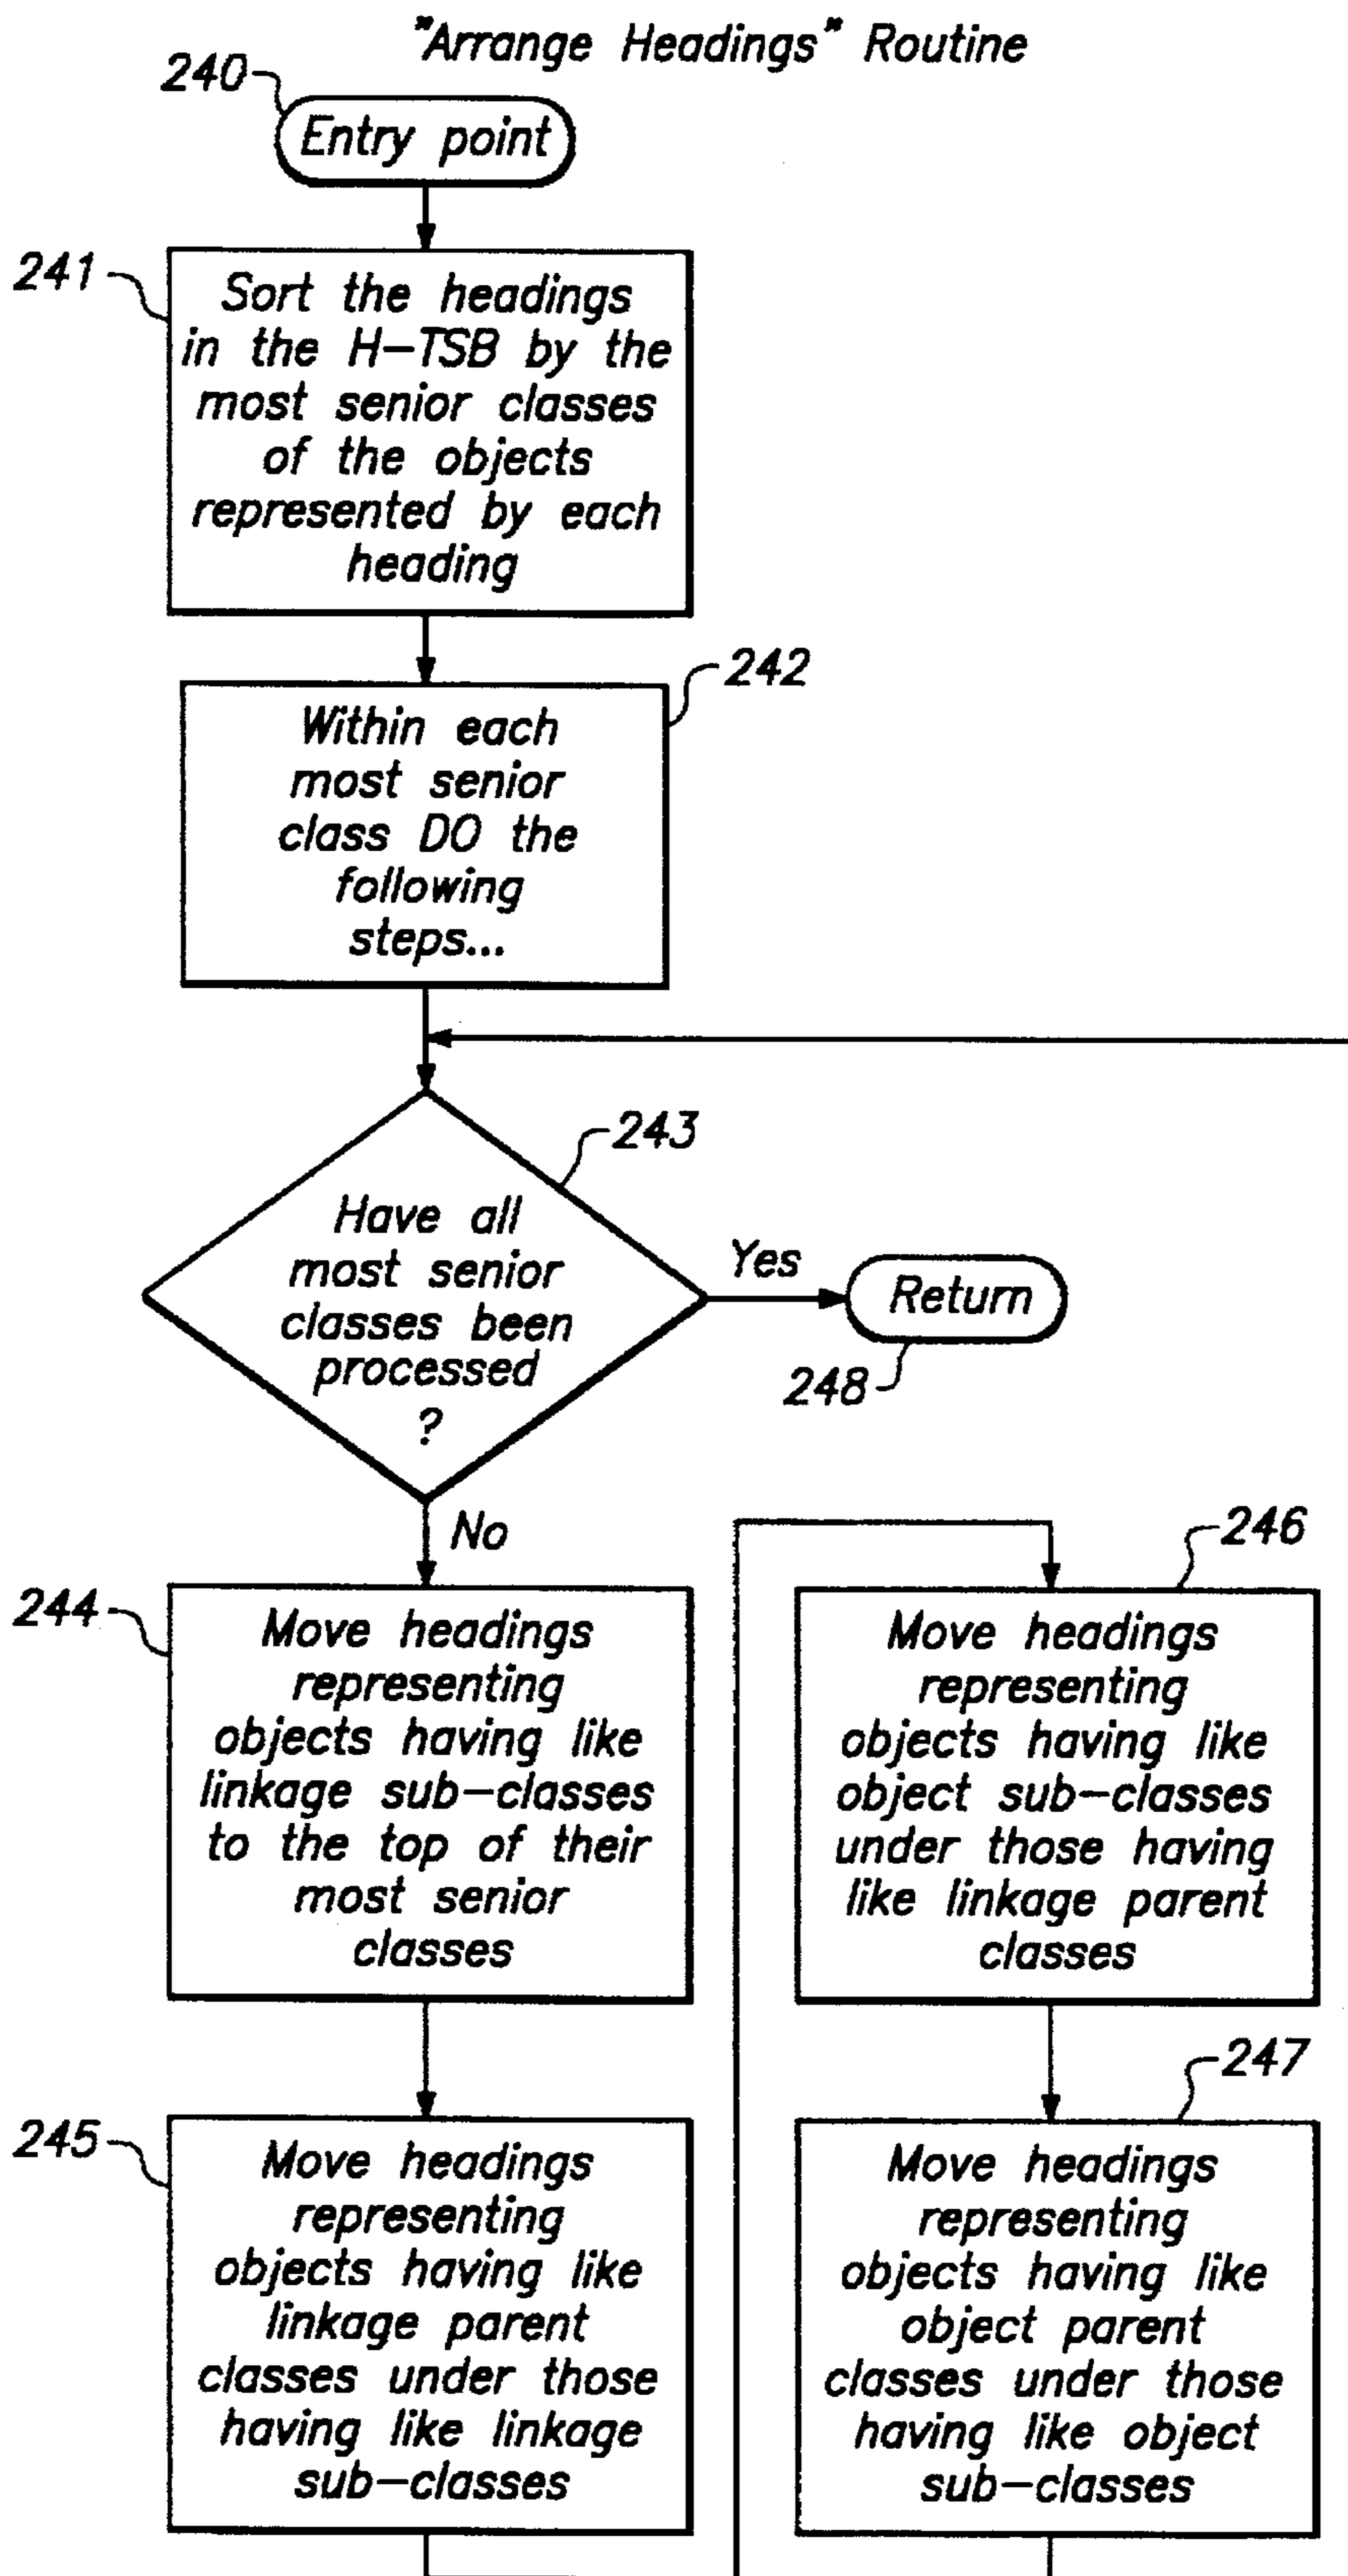 "Arrange Headings" Routine
240
Entry point
241
Sort the headings
in the H-TSB by the
most senior classes
of the objects
represented by each
heading
242
Within each
most senior
class DO the
following
steps...
243
Have all
most senior
classes been
processed
?
Yes
Return
248
No
244
Move headings
representing
objects having like
linkage sub-classes
to the top of their
most senior
classes
245
Move headings
representing
objects having like
linkage parent
classes under those
having like linkage
sub-classes
246
Move headings
representing
objects having like
object sub-classes
under those having
like linkage parent
classes
247
Move headings
representing
objects having like
object parent
classes under those
having like object
sub-classes